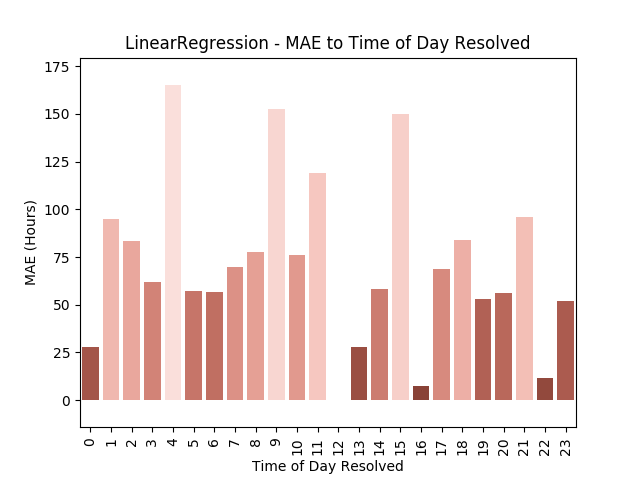 LinearRegression - MAE to Time of Day Resolved
175
150
125
100
75
50
25
0
MAE (Hours)
0 1 2 3 4 5 6 7 8 9 10 11 12 13 14 15 16 17 18 19 20 21 22 23
Time of Day Resolved